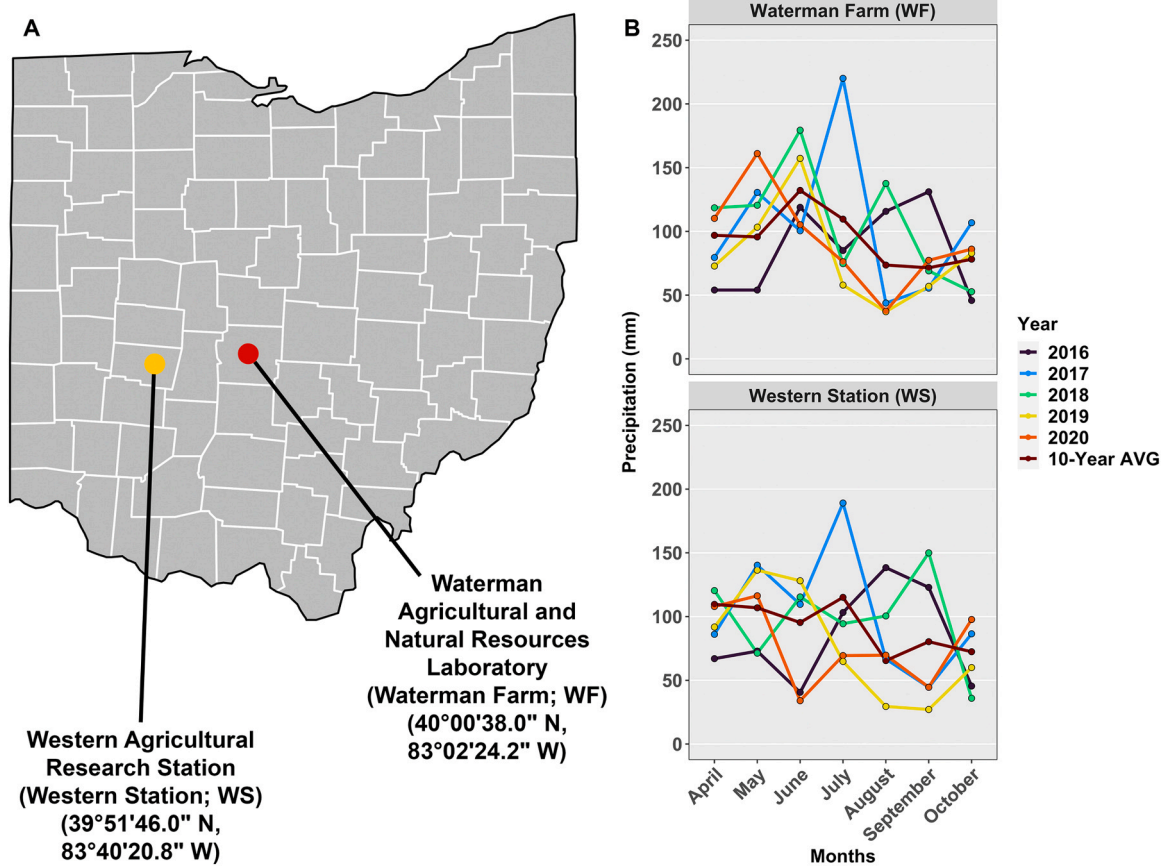 A
Waterman
Agricultural and
Natural Resources
Laboratory
(Waterman Farm; WF)
(40°00'38.0" N,
83°02'24.2" W)
Western Agricultural
Research Station
(Western Station; WS)
(39°51'46.0" N,
83°40'20.8" W)
B
Waterman Farm (WF)
250
200
150
100
50
0
Western Station (WS)
250
200
150
100
50
0
Precipitation (mm)
April
May
June
July
August
September
October
Months
Year
2016
2017
2018
2019
2020
10-Year AVG